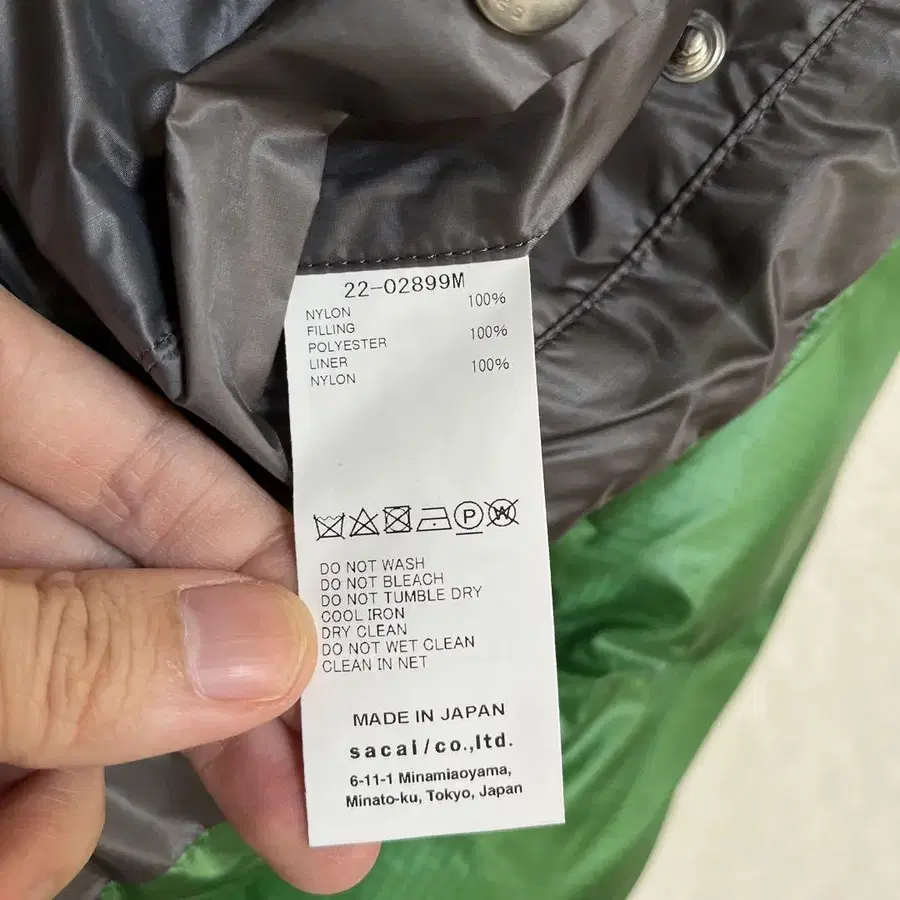 22-02899M
NYLON 100%
FILLING
POLYESTER 100%
LINER
NYLON 100%
P W
DO NOT WASH
DO NOT BLEACH
DO NOT TUMBLE DRY
COOL IRON
DRY CLEAN
DO NOT WET CLEAN
CLEAN IN NET
MADE IN JAPAN
sacai/co.,ltd.
6-11-1 Minamiaoyama,
Minato-ku, Tokyo, Japan